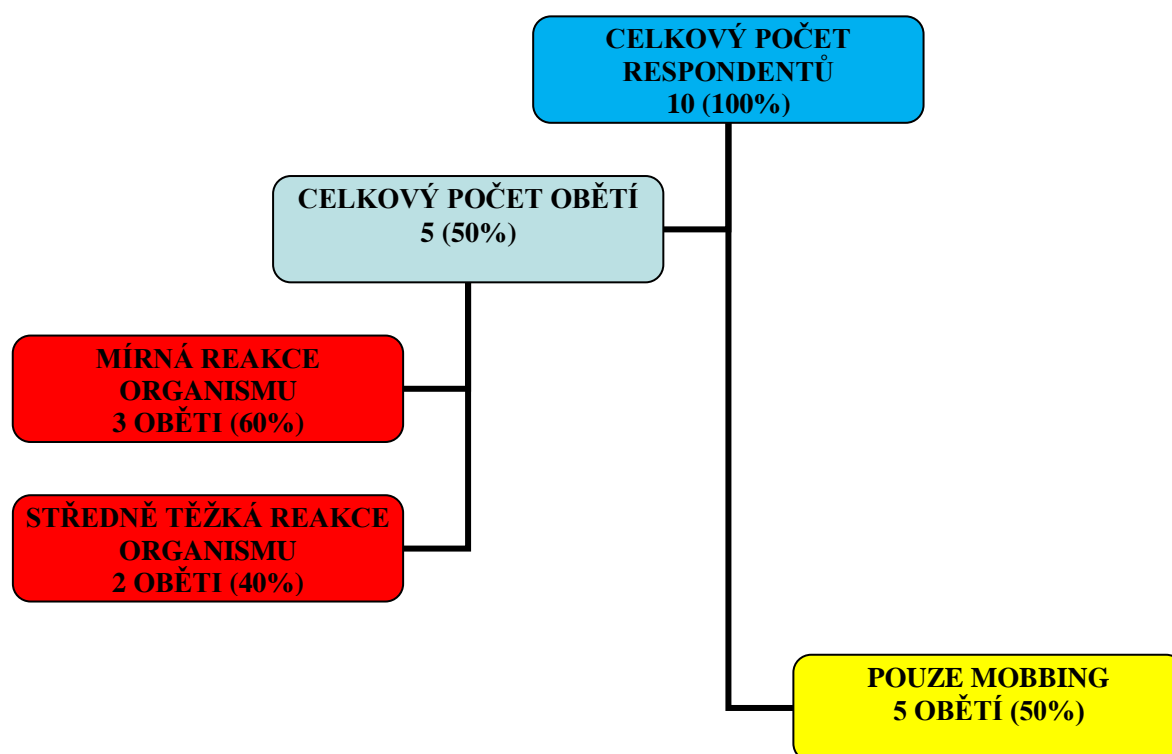 CELKOVÝ POČET
RESPONDENTŮ
10 (100%)
CELKOVÝ POČET OBĚTÍ
5 (50%)
MÍRNÁ REAKCE
ORGANISMU
3 OBĚTI (60%)
STŘEDNĚ TĚŽKÁ REAKCE
ORGANISMU
2 OBĚTI (40%)
POUZE MOBBING
5 OBĚTÍ (50%)